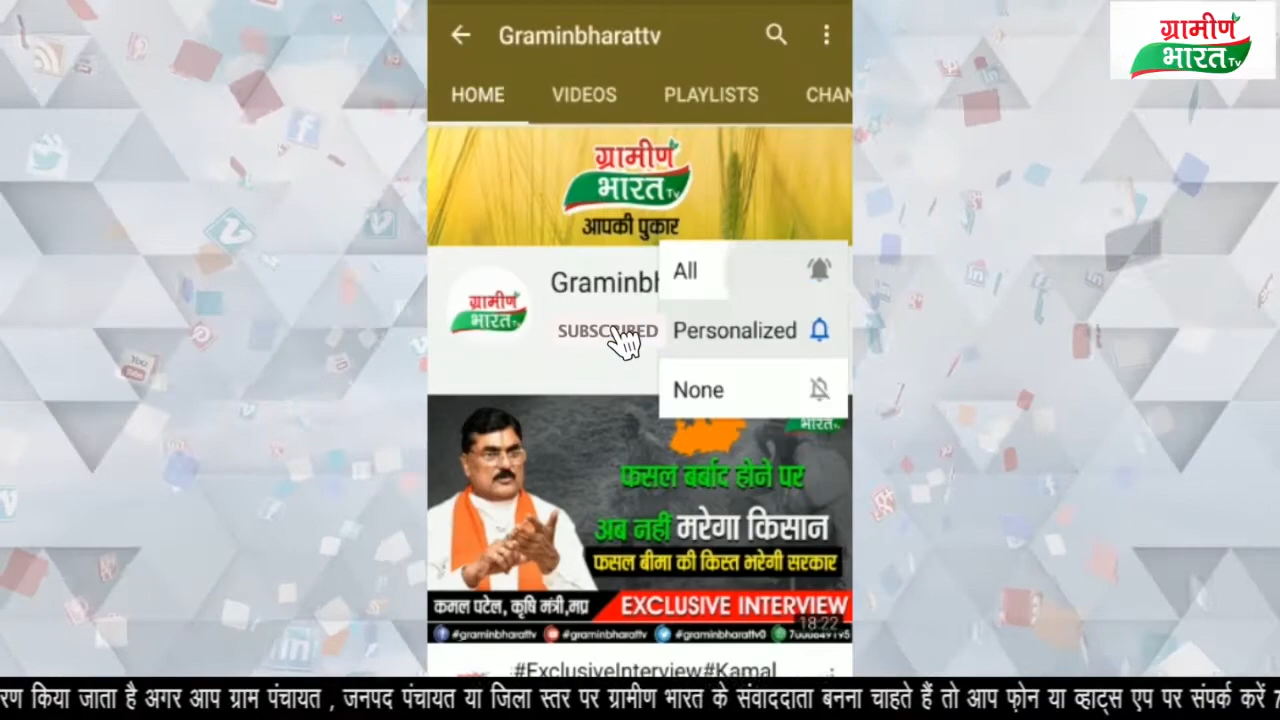 ग्रामीण
भारत Tv
Graminbharattv
HOME VIDEOS PLAYLISTS CHAN
ग्रामीण
भारत Tv
आपकी पुकार
Graminbh
SUBSCRIBED
All
Personalized
None
ग्रामीण
भारत
भारत
फसल बर्बाद होने पर
अब नहीं मरेगा किसान
फसल बीमा की किस्त भरेगी सरकार
कमल पटेल, कृषि मंत्री,मप्र
EXCLUSIVE INTERVIEW
18:22
#graminbharattv #graminbharattv #graminbharattv0
#ExclusiveInterview#Kamal
रण किया जाता है अगर आप ग्राम पंचायत , जनपद पंचायत या जिला स्तर पर ग्रामीण भारत के संवाददाता बनना चाहते हैं तो आप फ़ोन या व्हाट्स एप पर संपर्क करें